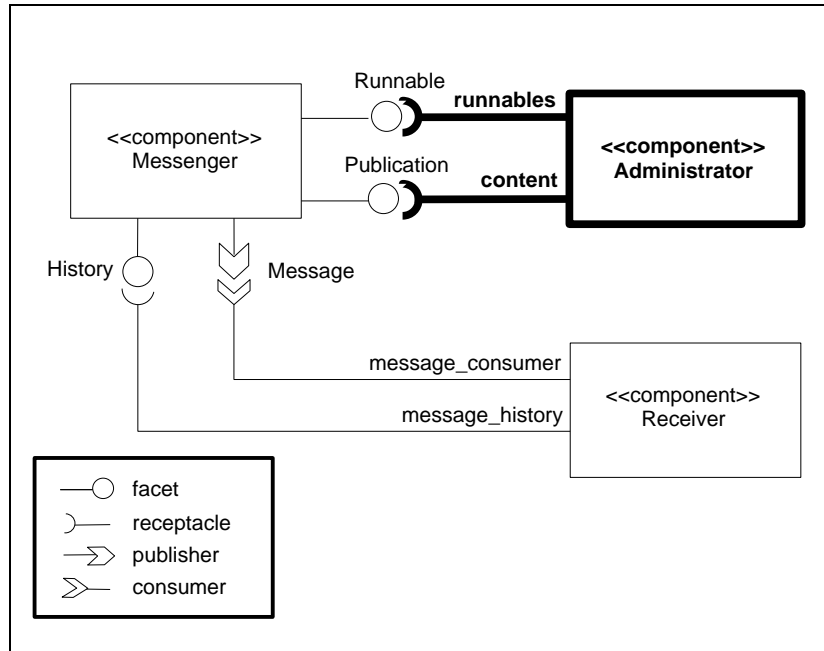 Runnable
runnables
<<component>>
Messenger
<<component>>
Administrator
Publication
content
History
Message
message_consumer
<<component>>
Receiver
message_history
facet
receptacle
publisher
consumer